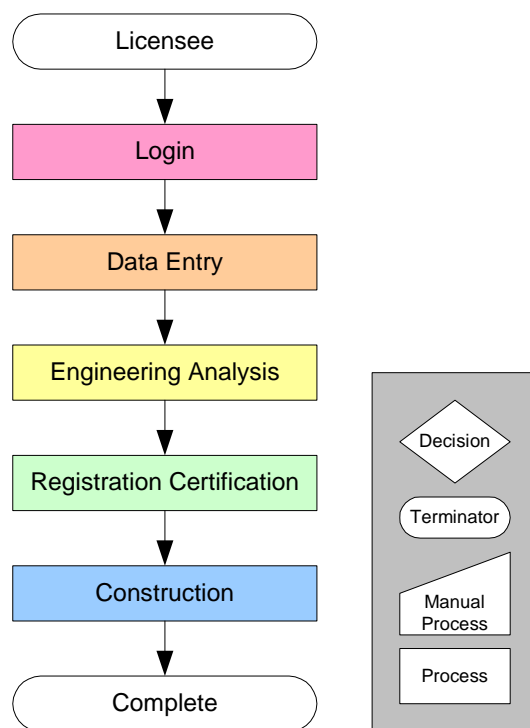 Licensee
Login
Data Entry
Engineering Analysis
Registration Certification
Construction
Complete
Decision
Terminator
Manual
Process
Process